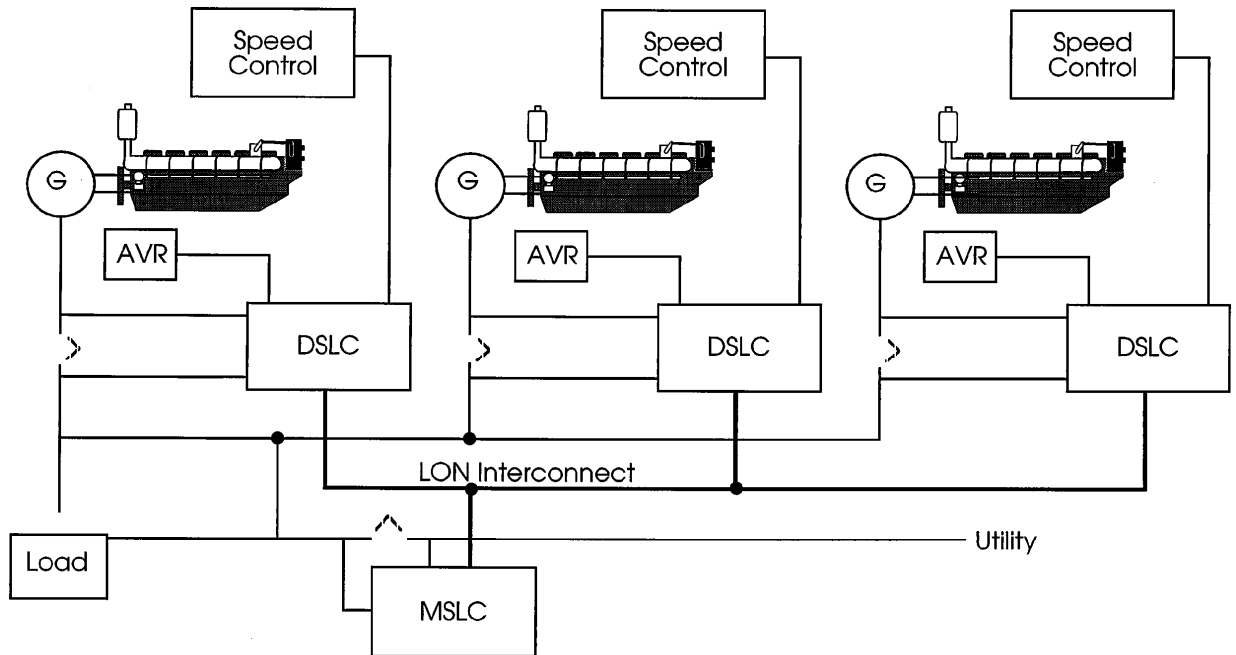 Speed
Control
Speed
Control
Speed
Control
G
G
G
AVR
AVR
AVR
DSLC
DSLC
DSLC
LON Interconnect
Utility
Load
MSLC